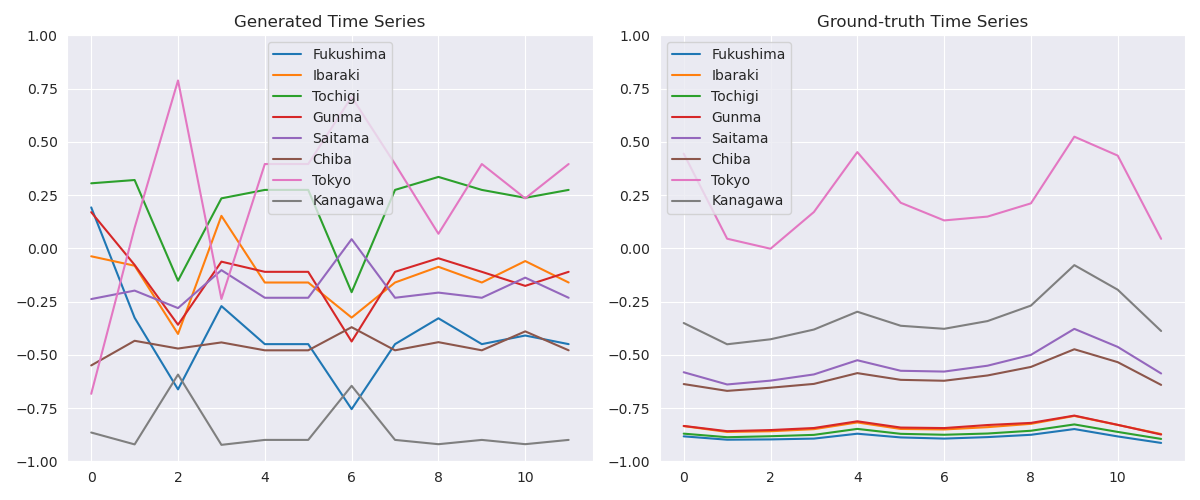 Generated Time Series
1.00
0.75
0.50
0.25
0.00
−0.25
−0.50
−0.75
−1.00
0
2
4
6
8
10
Fukushima
Ibaraki
Tochigi
Gunma
Saitama
Chiba
Tokyo
Kanagawa
Ground-truth Time Series
1.00
0.75
0.50
0.25
0.00
−0.25
−0.50
−0.75
−1.00
0
2
4
6
8
10
Fukushima
Ibaraki
Tochigi
Gunma
Saitama
Chiba
Tokyo
Kanagawa